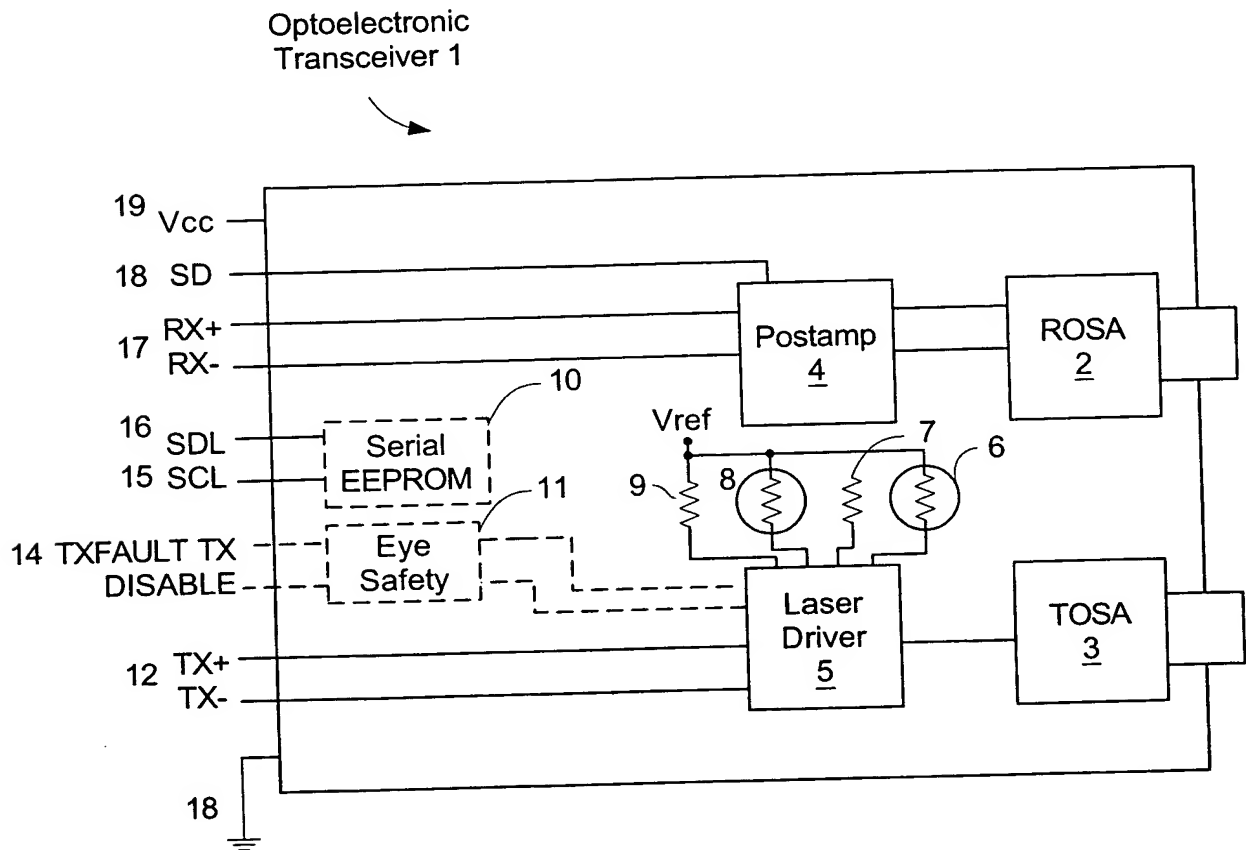 Optoelectronic
Transceiver 1
19 Vcc
18 SD
RX+
17
RX-
Postamp
4
ROSA
2
10
16 SDL
15 SCL
Serial
EEPROM
Vref
7
6
8
9
11
14 TXFAULT TX
DISABLE
Eye
Safety
Laser
Driver
5
TOSA
3
12 TX+
TX-
18